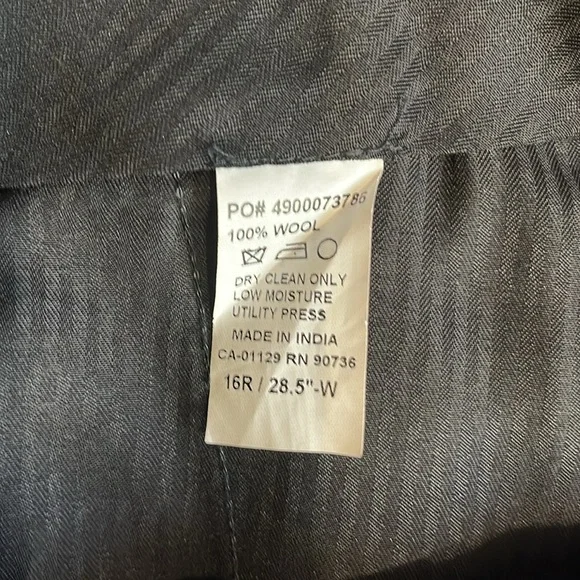 PO# 4900073786
100% WOOL
DRY CLEAN ONLY
LOW MOISTURE
UTILITY PRESS
MADE IN INDIA
CA-01129 RN 90736
16R / 28.5"-W